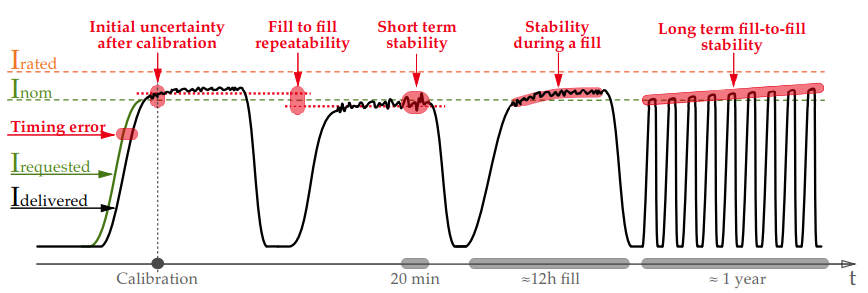 Initial uncertainty
after calibration
Fill to fill
repeatability
Short term
stability
Stability
during a fill
Long term fill-to-fill
stability
Irated
Inom
Timing error
Irequested
Idelivered
Calibration
20 min
≈12h fill
≈ 1 year
t